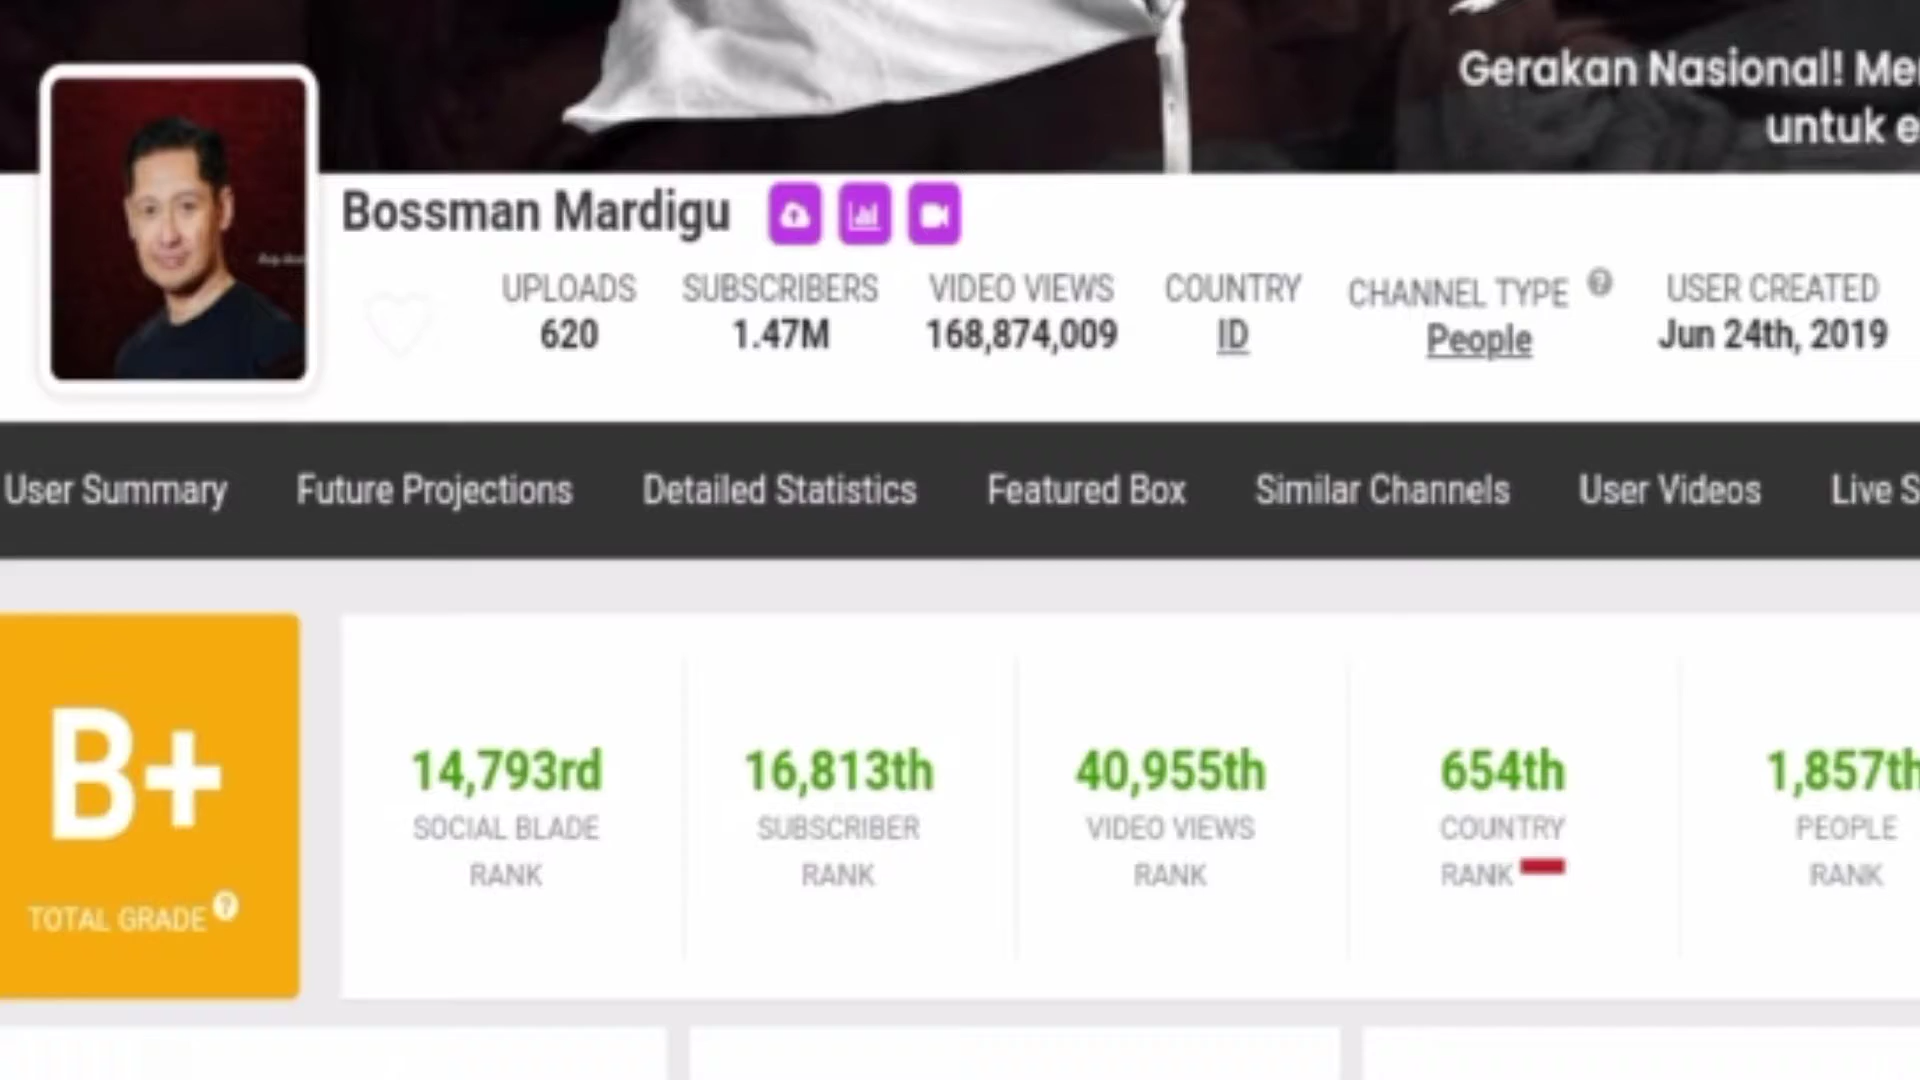 Gerakan Nasional!
untuk
Bossman Mardigu
UPLOADS SUBSCRIBERS VIDEO VIEWS COUNTRY CHANNEL TYPE USER CREATED
620 1.47M 168,874,009 ID People Jun 24th, 2019
User Summary Future Projections Detailed Statistics Featured Box Similar Channels User Videos Live
B+
TOTAL GRADE
14,793rd 16,813th 40,955th 654th 1,857th
SOCIAL BLADE SUBSCRIBER VIDEO VIEWS COUNTRY PEOPLE
RANK RANK RANK RANK RANK